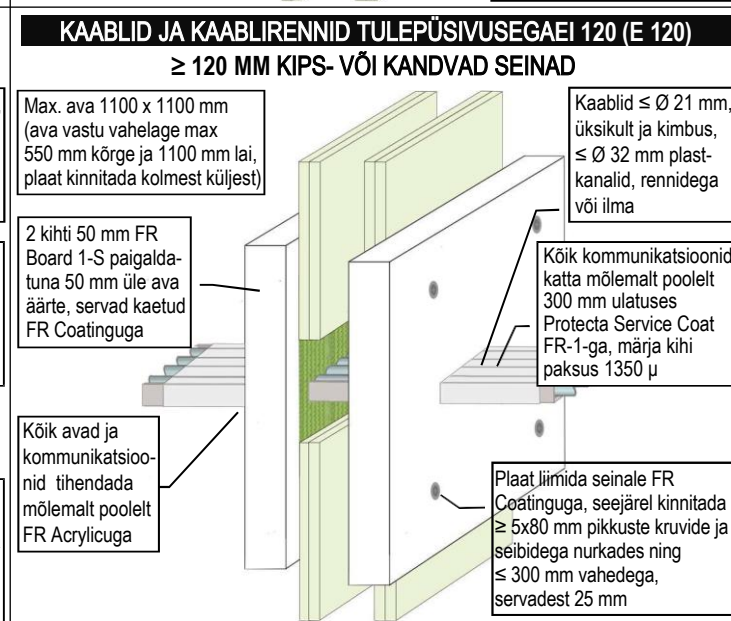 KAABLID JA KAABLIRENNID TULEPÜSIVUSEGAEI 120 (E 120)
≥ 120 MM KIPS- VÕI KANDVAD SEINAD
Max. ava 1100 x 1100 mm
(ava vastu vahelage max
550 mm kõrge ja 1100 mm lai,
plaat kinnitada kolmest küljest)
Kaablid ≤ Ø 21 mm,
üksikult ja kimbus,
≤ Ø 32 mm plast-
kanalid, rennidega
või ilma
2 kihti 50 mm FR
Board 1-S paigalda-
tuna 50 mm üle ava
äärte, servad kaetud
FR Coatinguga
Kõik kommunikatsioonid
katta mõlemalt poolelt
300 mm ulatuses
Protecta Service Coat
FR-1-ga, märja kihi
paksus 1350 µ
Kõik avad ja
kommunikatsioo-
nid tihendada
mõlemalt poolelt
FR Acrylicuga
Plaat liimida seinale FR
Coatinguga, seejärel kinnitada
≥ 5x80 mm pikkuste kruvide ja
seibidega nurkades ning
≤ 300 mm vahedega,
servadest 25 mm